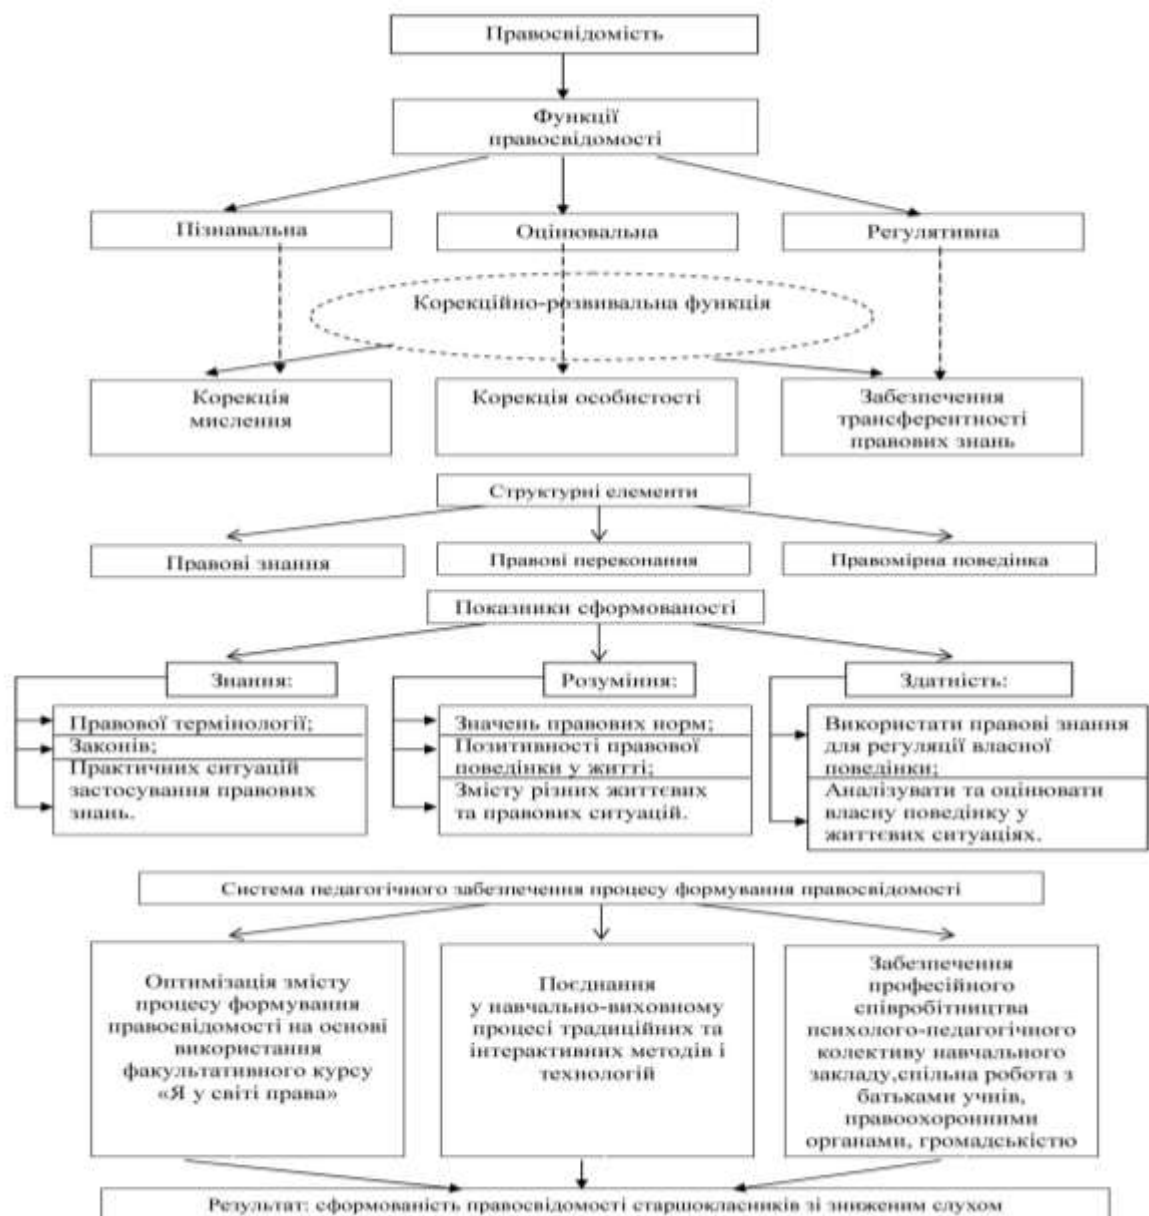 Правосвідомість
Функції
правосвідомості
Пізнавальна
Оцінювальна
Регулятивна
Корекційно-розвивальна функція
Корекція
мислення
Корекція особистості
Забезпечення
трансферентності
правових знань
Структурні елементи
Правові знання
Правові переконання
Правомірна поведінка
Показники сформованості
Знання:
Правової термінології;
Законів;
Практичних ситуацій
застосування правових
знань.
Розуміння:
Значень правових норм;
Позитивності правової
поведінки у житті;
Змісту різних життєвих
та правових ситуацій.
Здатність:
Використати правові знання
для регуляції власної
поведінки;
Аналізувати та оцінювати
власну поведінку у
життєвих ситуаціях.
Система педагогічного забезпечення процесу формування правосвідомості
Оптимізація змісту
процесу формування
правосвідомості на основі
використання
факультативного курсу
«Я у світі права»
Поєднання
у навчально-виховному
процесі традиційних та
інтерактивних методів і
технологій
Забезпечення
професійного
співробітництва
психолого-педагогічного
колективу навчального
закладу,спільна робота з
батьками учнів,
правоохоронними
органами, громадськістю
Результат: сформованість правосвідомості старшокласників зі зниженим слухом